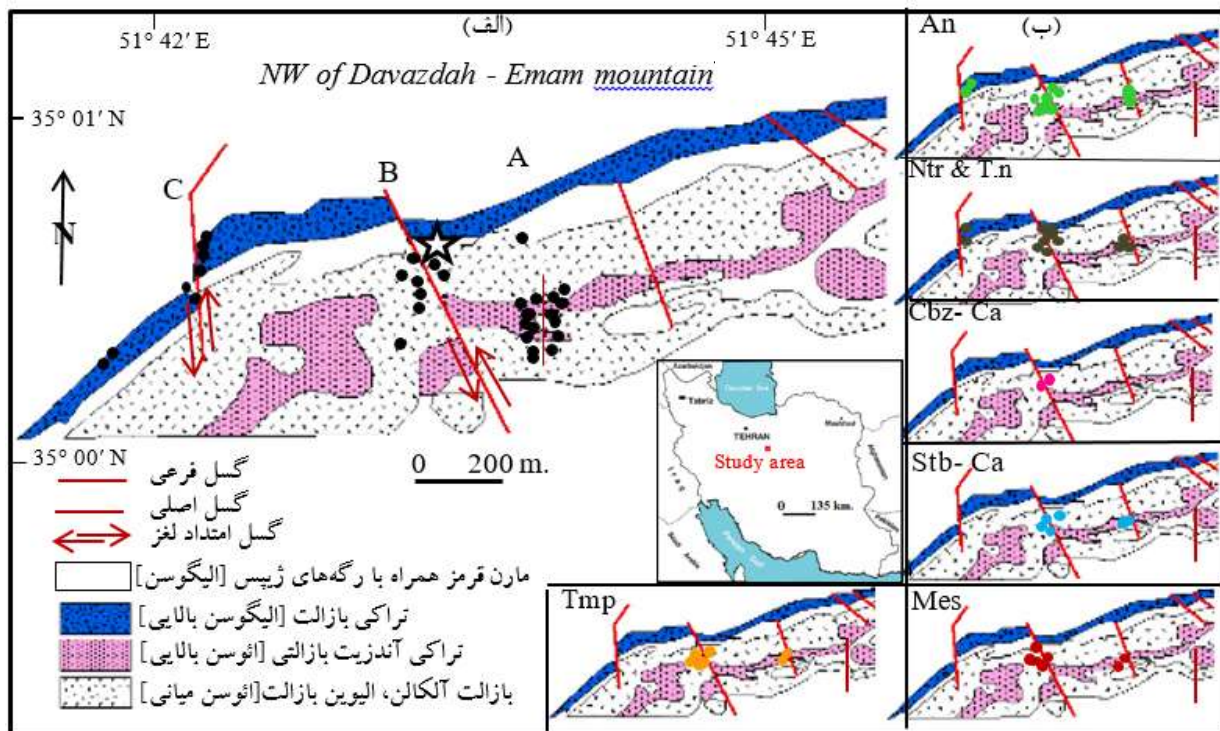 (الف)
51° 42′ E
51° 45′ E
NW of Davazdah - Emam mountain
35° 01′ N
N
A
B
C
35° 00′ N
0 200 m.
گسل فرعی
گسل اصلی
گسل امتداد لغز
مارن قرمز همراه با رگه‌های ژیپس [الیگوسن]
تراکی بازالت [الیگوسن بالایی]
تراکی آندزیت بازالتی [ائوسن بالایی]
بازالت آلکالن، الیوین بازالت[ائوسن میانی]
Tabriz
TEHRAN
Study area
0 135 km.
(ب)
An
Ntr & T.n
Cbz- Ca
Stb- Ca
Tmp
Mes